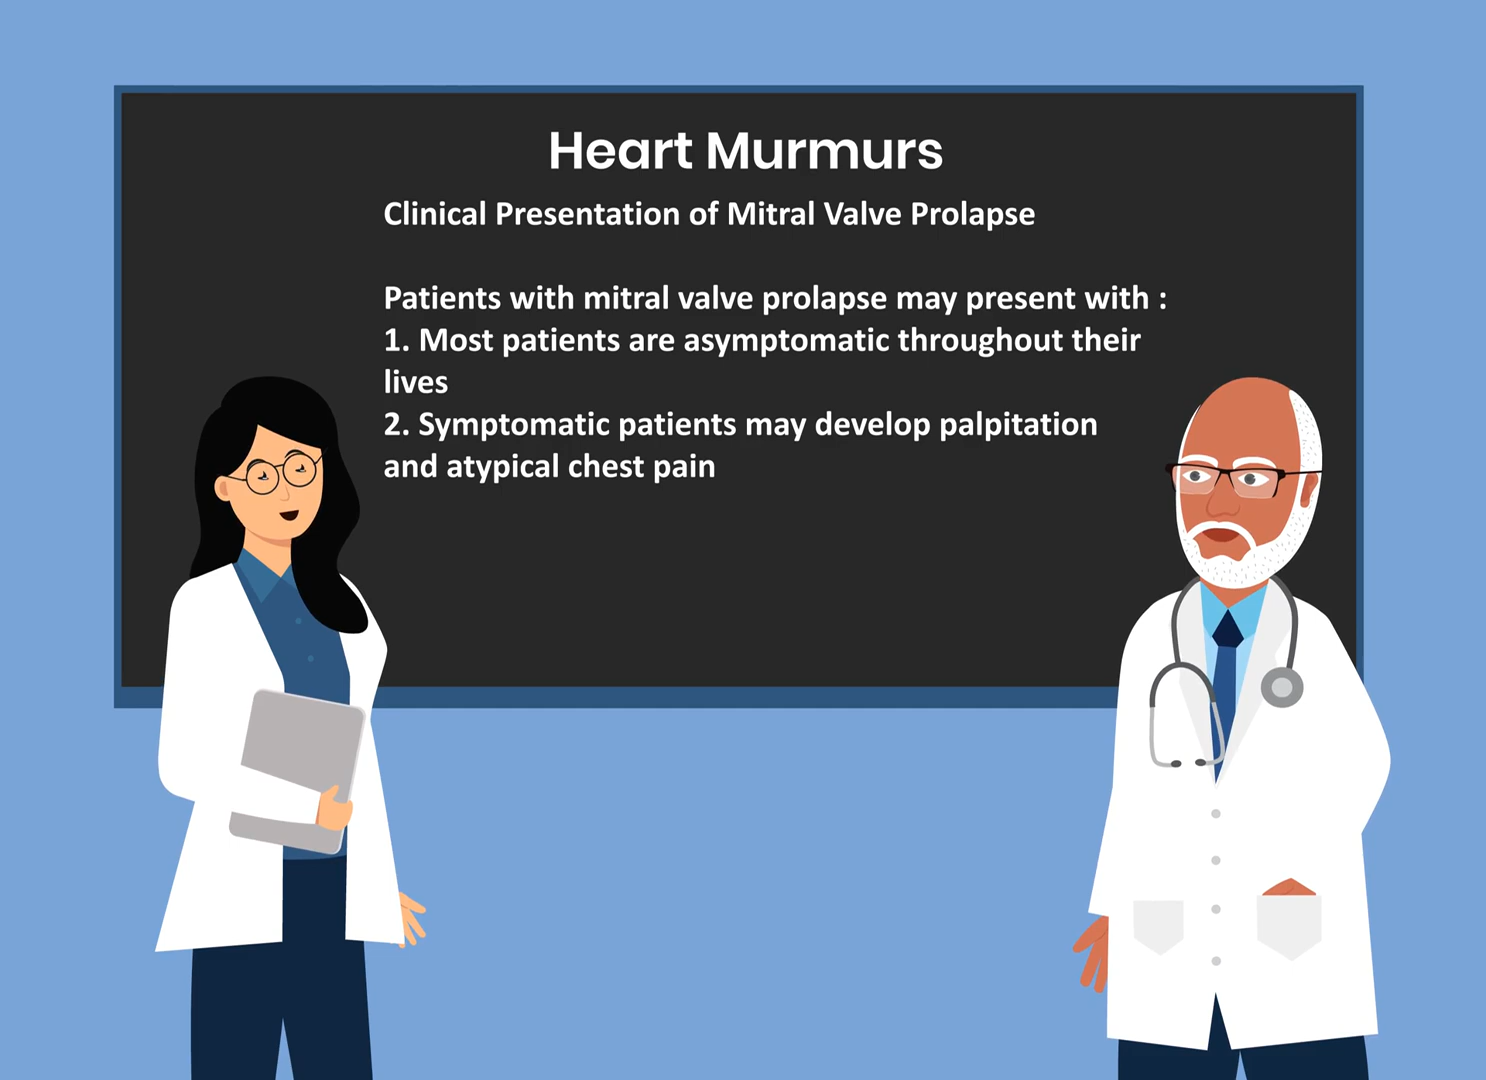 Heart Murmurs
Clinical Presentation of Mitral Valve Prolapse
Patients with mitral valve prolapse may present with :
1. Most patients are asymptomatic throughout their
lives
2. Symptomatic patients may develop palpitation
and atypical chest pain